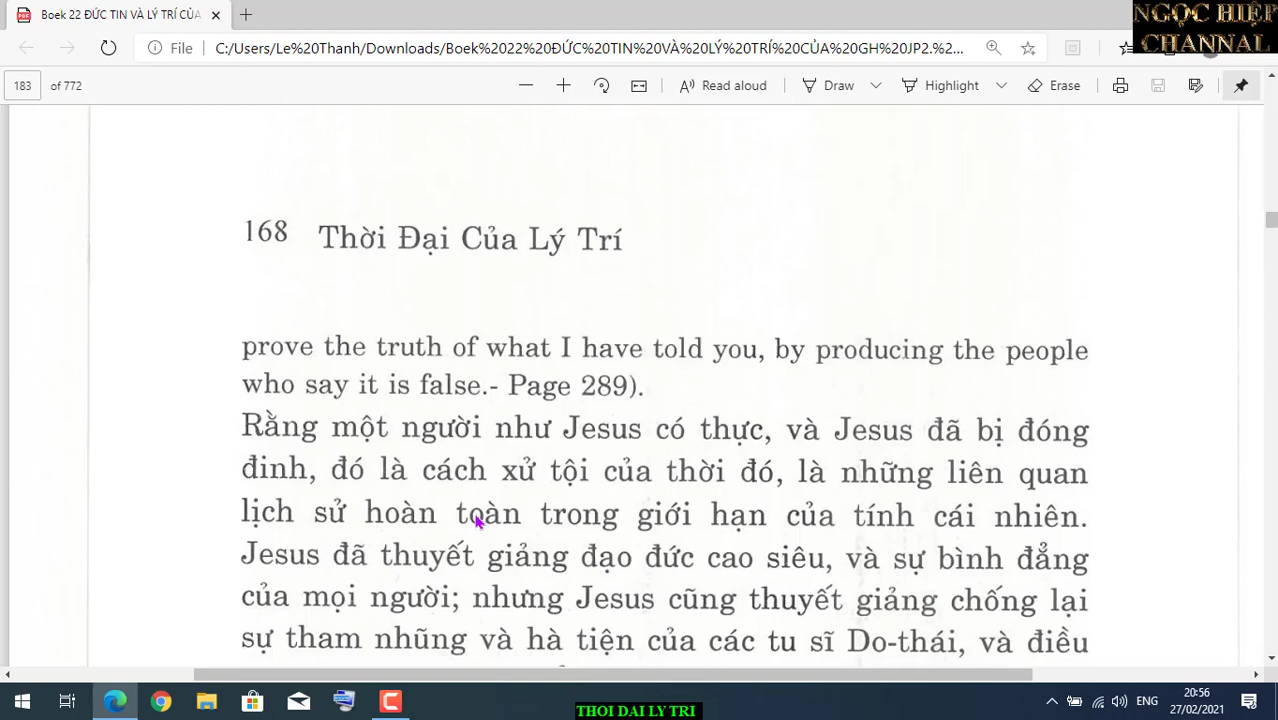 Boek 22 ĐỨC TIN VÀ LÝ TRÍ CỦA
NGỌC HIỆP
CHANNAL
File
C:/Users/Le%20Thanh/Downloads/Boek%2022%20ĐỨC%20TIN%20VÀ%20LÝ%20TRÍ%20CỦA%20GH%20JP2.%...
183 of 772
Read aloud
Draw
Highlight
Erase
168 Thời Đại Của Lý Trí
prove the truth of what I have told you, by producing the people
who say it is false.- Page 289).
Rằng một người như Jesus có thực, và Jesus đã bị đóng
đinh, đó là cách xử tội của thời đó, là những liên quan
lịch sử hoàn toàn trong giới hạn của tính cái nhiên.
Jesus đã thuyết giảng đạo đức cao siêu, và sự bình đẳng
của mọi người; nhưng Jesus cũng thuyết giảng chống lại
sự tham nhũng và hà tiện của các tu sĩ Do-thái, và điều
ENG
20:56
27/02/2021
THOI DAI LY TRI